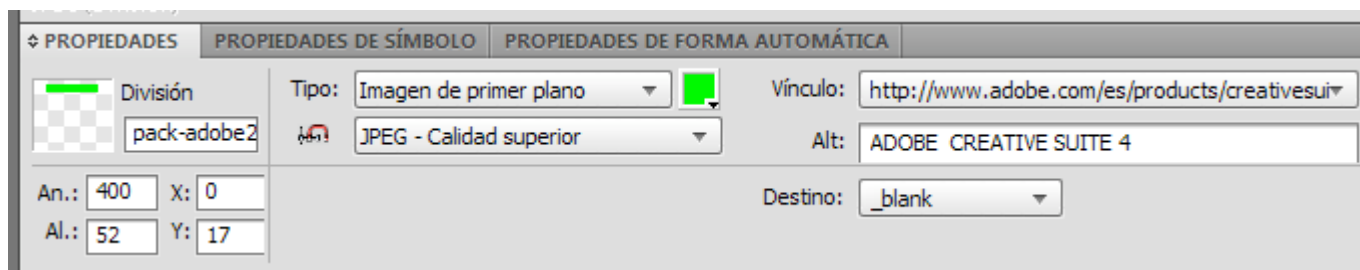 PROPIEDADES PROPIEDADES DE SÍMBOLO PROPIEDADES DE FORMA AUTOMÁTICA
División Tipo: Imagen de primer plano Vínculo: http://www.adobe.com/es/products/creativesui
pack-adobe2 JPEG - Calidad superior Alt: ADOBE CREATIVE SUITE 4
An.: 400 X: 0 Destino: _blank
Al.: 52 Y: 17